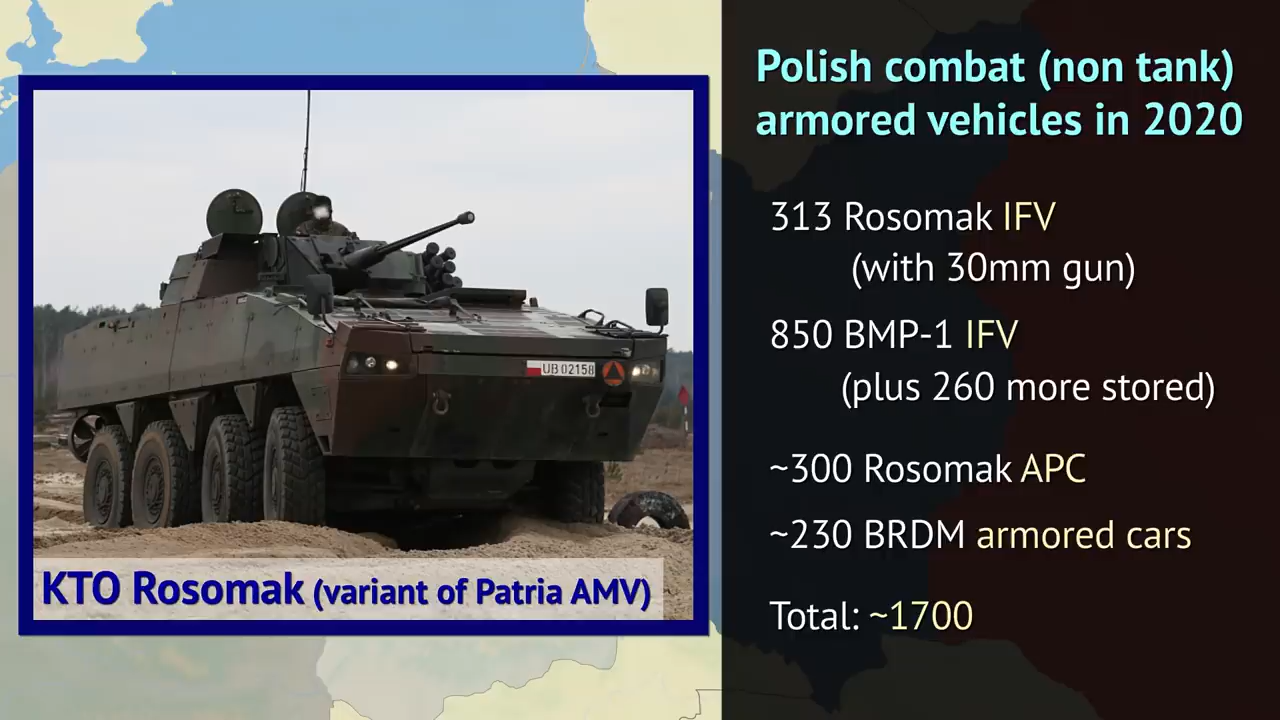 Polish combat (non tank)
armored vehicles in 2020
313 Rosomak IFV
(with 30mm gun)
850 BMP-1 IFV
(plus 260 more stored)
~300 Rosomak APC
~230 BRDM armored cars
Total: ~1700
UB 02158
KTO Rosomak (variant of Patria AMV)